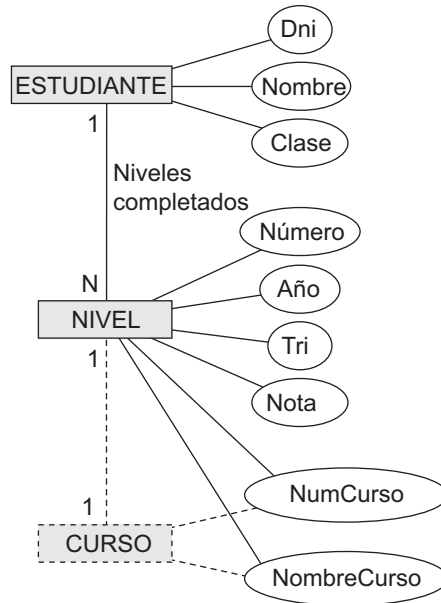 Dni
ESTUDIANTE
Nombre
1
Clase
Niveles
completados
Número
N
Año
NIVEL
Tri
1
Nota
NumCurso
1
CURSO
NombreCurso